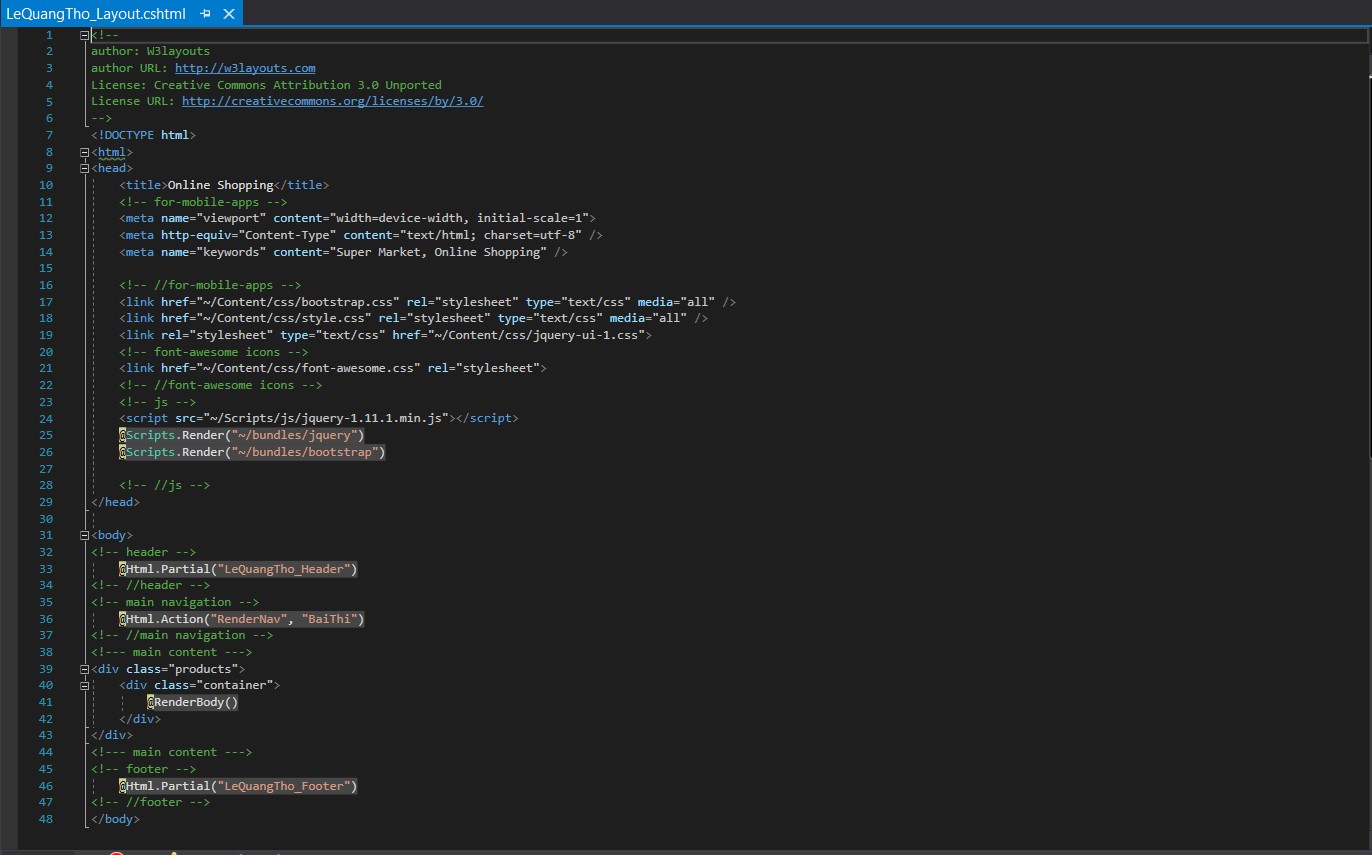 LeQuangTho_Layout.cshtml
1 <!--
2 author: W3layouts
3 author URL: http://w3layouts.com
4 License: Creative Commons Attribution 3.0 Unported
5 License URL: http://creativecommons.org/licenses/by/3.0/
6 -->
7 <!DOCTYPE html>
8 <html>
9 <head>
10 <title>Online Shopping</title>
11 <!-- for-mobile-apps -->
12 <meta name="viewport" content="width=device-width, initial-scale=1">
13 <meta http-equiv="Content-Type" content="text/html; charset=utf-8" />
14 <meta name="keywords" content="Super Market, Online Shopping" />
15
16 <!-- //for-mobile-apps -->
17 <link href="~/Content/css/bootstrap.css" rel="stylesheet" type="text/css" media="all" />
18 <link href="~/Content/css/style.css" rel="stylesheet" type="text/css" media="all" />
19 <link rel="stylesheet" type="text/css" href="~/Content/css/jquery-ui-1.css">
20 <!-- font-awesome icons -->
21 <link href="~/Content/css/font-awesome.css" rel="stylesheet">
22 <!-- //font-awesome icons -->
23 <!-- js -->
24 <script src="~/Scripts/js/jquery-1.11.1.min.js"></script>
25 @Scripts.Render("~/bundles/jquery")
26 @Scripts.Render("~/bundles/bootstrap")
27
28 <!-- //js -->
29 </head>
30
31 <body>
32 <!-- header -->
33 @Html.Partial("LeQuangTho_Header")
34 <!-- //header -->
35 <!-- main navigation -->
36 @Html.Action("RenderNav", "BaiThi")
37 <!-- //main navigation -->
38 <!--- main content --->
39 <div class="products">
40 <div class="container">
41 @RenderBody()
42 </div>
43 </div>
44 <!--- main content --->
45 <!-- footer -->
46 @Html.Partial("LeQuangTho_Footer")
47 <!-- //footer -->
48 </body>